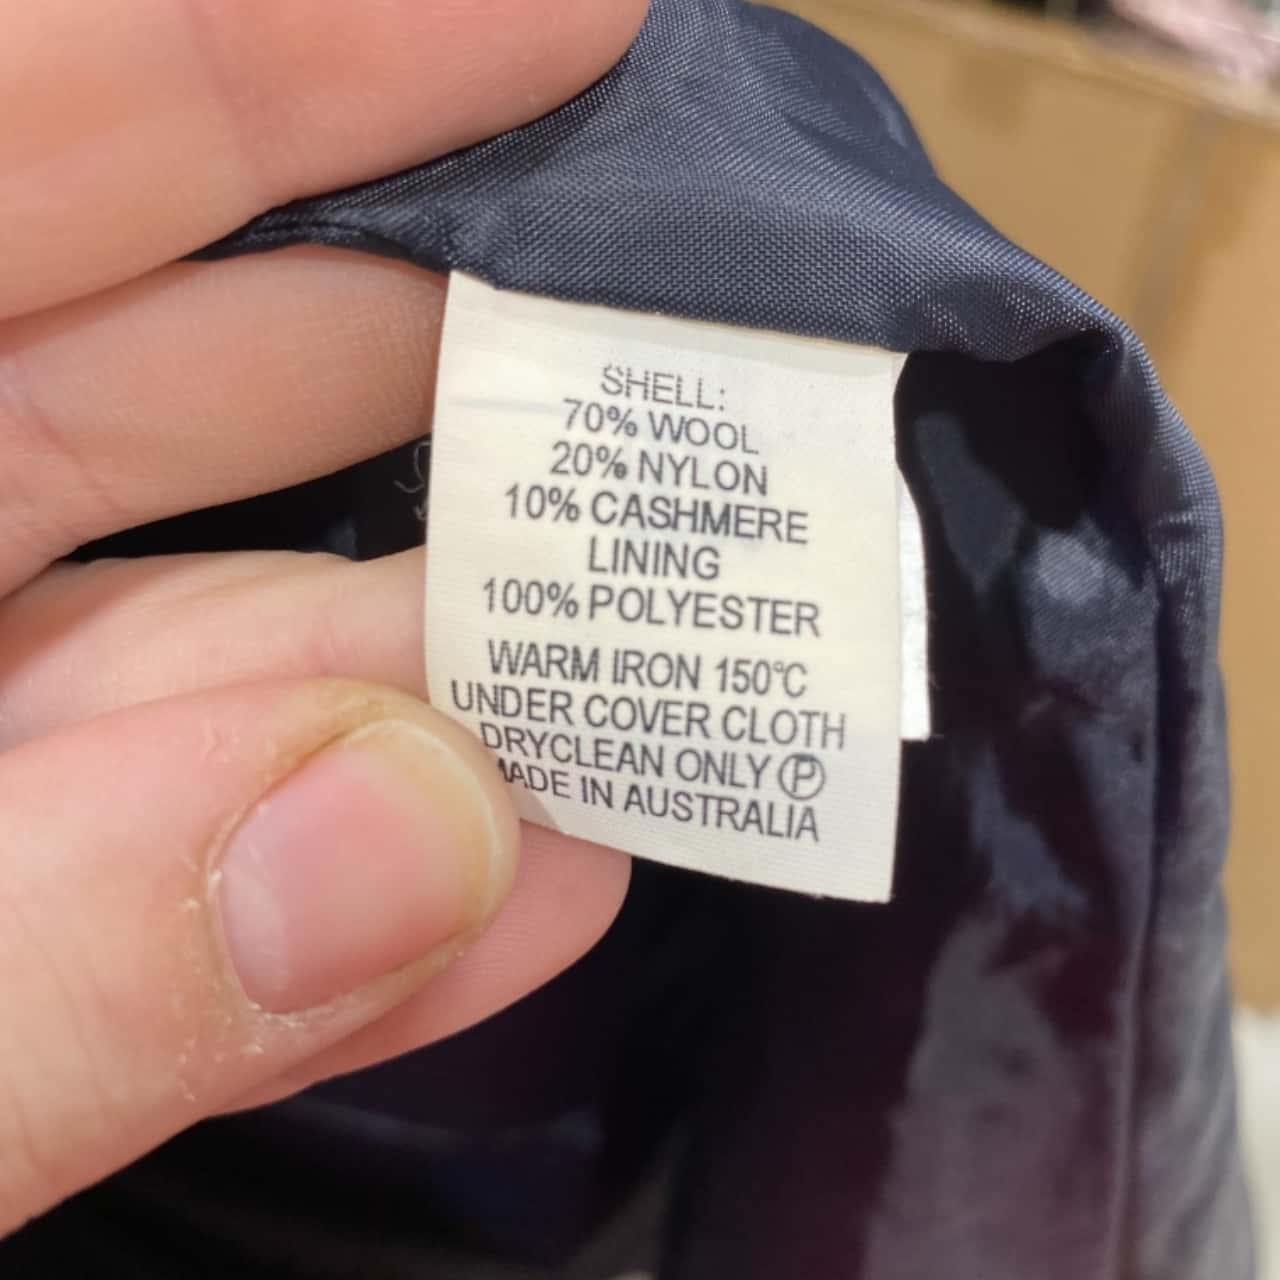 SHELL:
70% WOOL
20% NYLON
10% CASHMERE
LINING
100% POLYESTER
WARM IRON 150°C
UNDER COVER CLOTH
DRYCLEAN ONLY Ⓟ
MADE IN AUSTRALIA